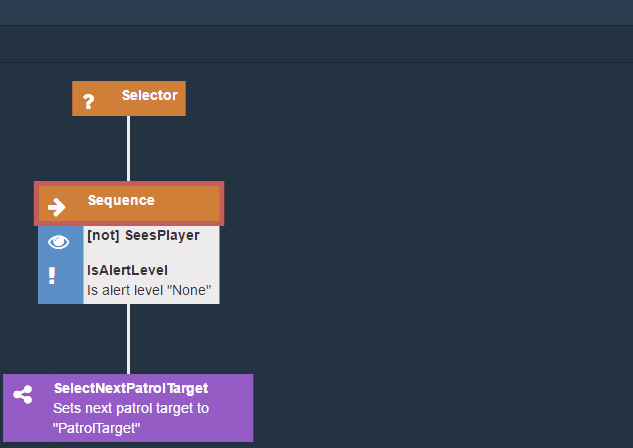 Selector
Sequence
[not] SeesPlayer
IsAlertLevel
Is alert level "None"
SelectNextPatrolTarget
Sets next patrol target to
"PatrolTarget"